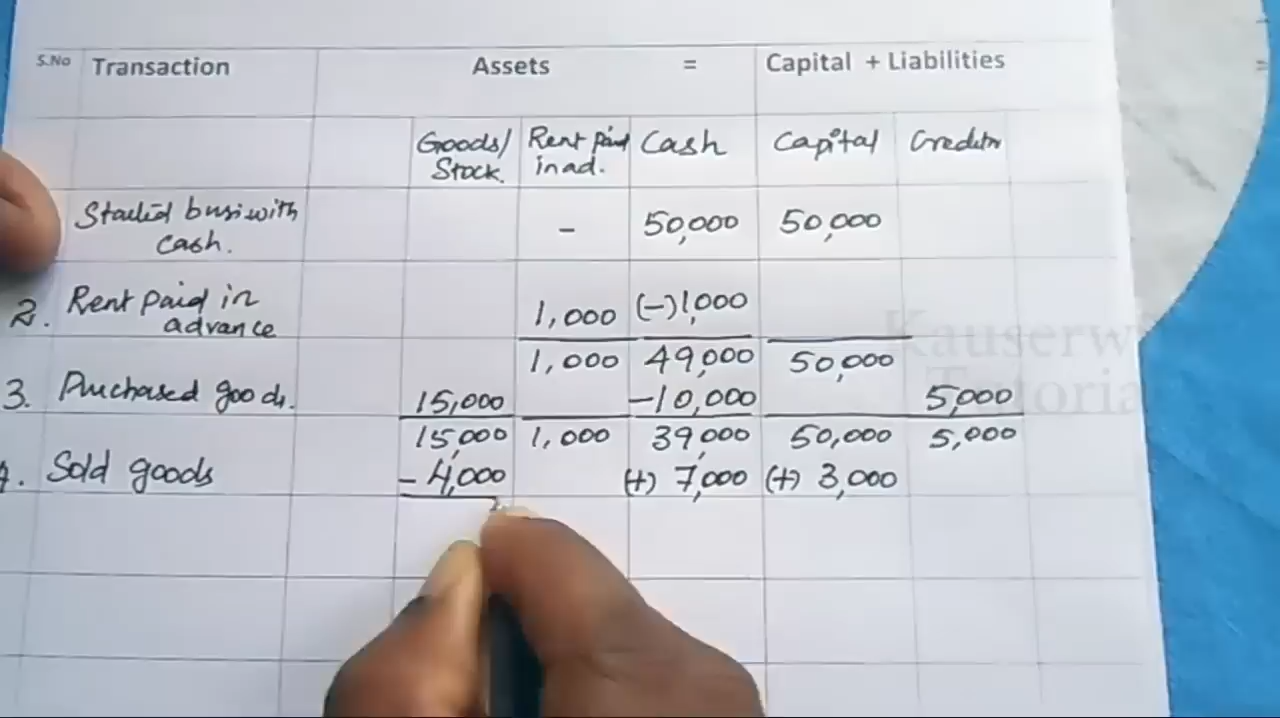 S.No Transaction Assets = Capital + Liabilities
Goods/ Rent paid Cash Capital Creditor
Stock. in ad.
Started busi with - 50,000 50,000
cash.
2. Rent paid in 1,000 (-)1,000
advance
1,000 49,000 50,000
3. Purchased goods. 15,000 -10,000 5,000
15,000 1,000 39,000 50,000 5,000
4. Sold goods -4,000 (+) 7,000 (+) 3,000
Tutoria